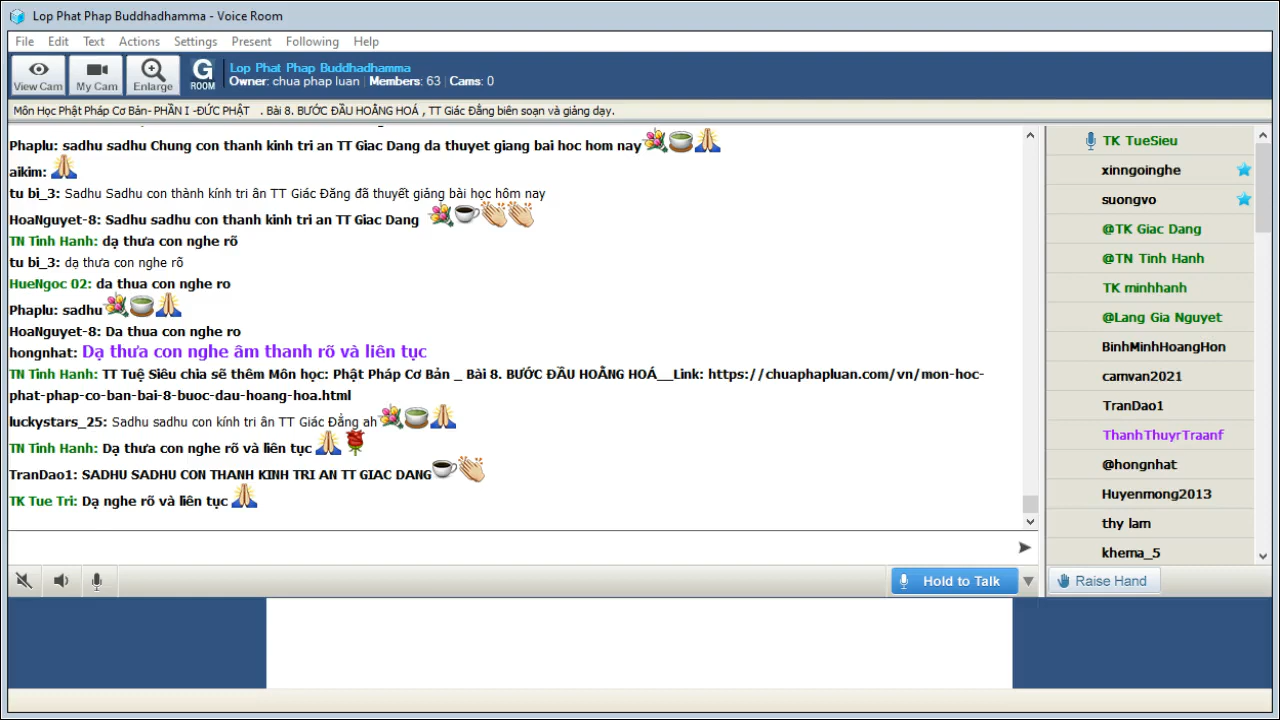 Lop Phat Phap Buddhadhamma - Voice Room
File Edit Text Actions Settings Present Following Help
View Cam My Cam Enlarge G ROOM
Lop Phat Phap Buddhadhamma
Owner: chua phap luan | Members: 63 | Cams: 0
Môn Học Phật Pháp Cơ Bản- PHẦN I -ĐỨC PHẬT . Bài 8. BƯỚC ĐẦU HOẰNG HOÁ , TT Giác Đẳng biên soạn và giảng dạy.
Phaplu: sadhu sadhu Chung con thanh kinh tri an TT Giac Dang da thuyet giang bai hoc hom nay
aikim:
tu bi_3: Sadhu Sadhu con thành kính tri ân TT Giác Đăng đã thuyết giảng bài học hôm nay
HoaNguyet-8: Sadhu sadhu con thanh kinh tri an TT Giac Dang
TN Tinh Hanh: dạ thưa con nghe rõ
tu bi_3: dạ thưa con nghe rõ
HueNgoc 02: da thua con nghe ro
Phaplu: sadhu
HoaNguyet-8: Da thua con nghe ro
hongnhat: Dạ thưa con nghe âm thanh rõ và liên tục
TN Tinh Hanh: TT Tuệ Siêu chia sẽ thêm Môn học: Phật Pháp Cơ Bản _ Bài 8. BƯỚC ĐẦU HOẰNG HOÁ__Link: https://chuaphapluan.com/vn/mon-hoc-
phat-phap-co-ban-bai-8-buoc-dau-hoang-hoa.html
luckystars_25: Sadhu sadhu con kính tri ân TT Giác Đẳng ah
TN Tinh Hanh: Dạ thưa con nghe rõ và liên tục
TranDao1: SADHU SADHU CON THANH KINH TRI AN TT GIAC DANG
TK Tue Tri: Dạ nghe rõ và liên tục
TK TueSieu
xinngoinghe
suongvo
@TK Giac Dang
@TN Tinh Hanh
TK minhhanh
@Lang Gia Nguyet
BinhMinhHoangHon
camvan2021
TranDao1
ThanhThuyrTraanf
@hongnhat
Huyenmong2013
thy lam
khema_5
Hold to Talk
Raise Hand